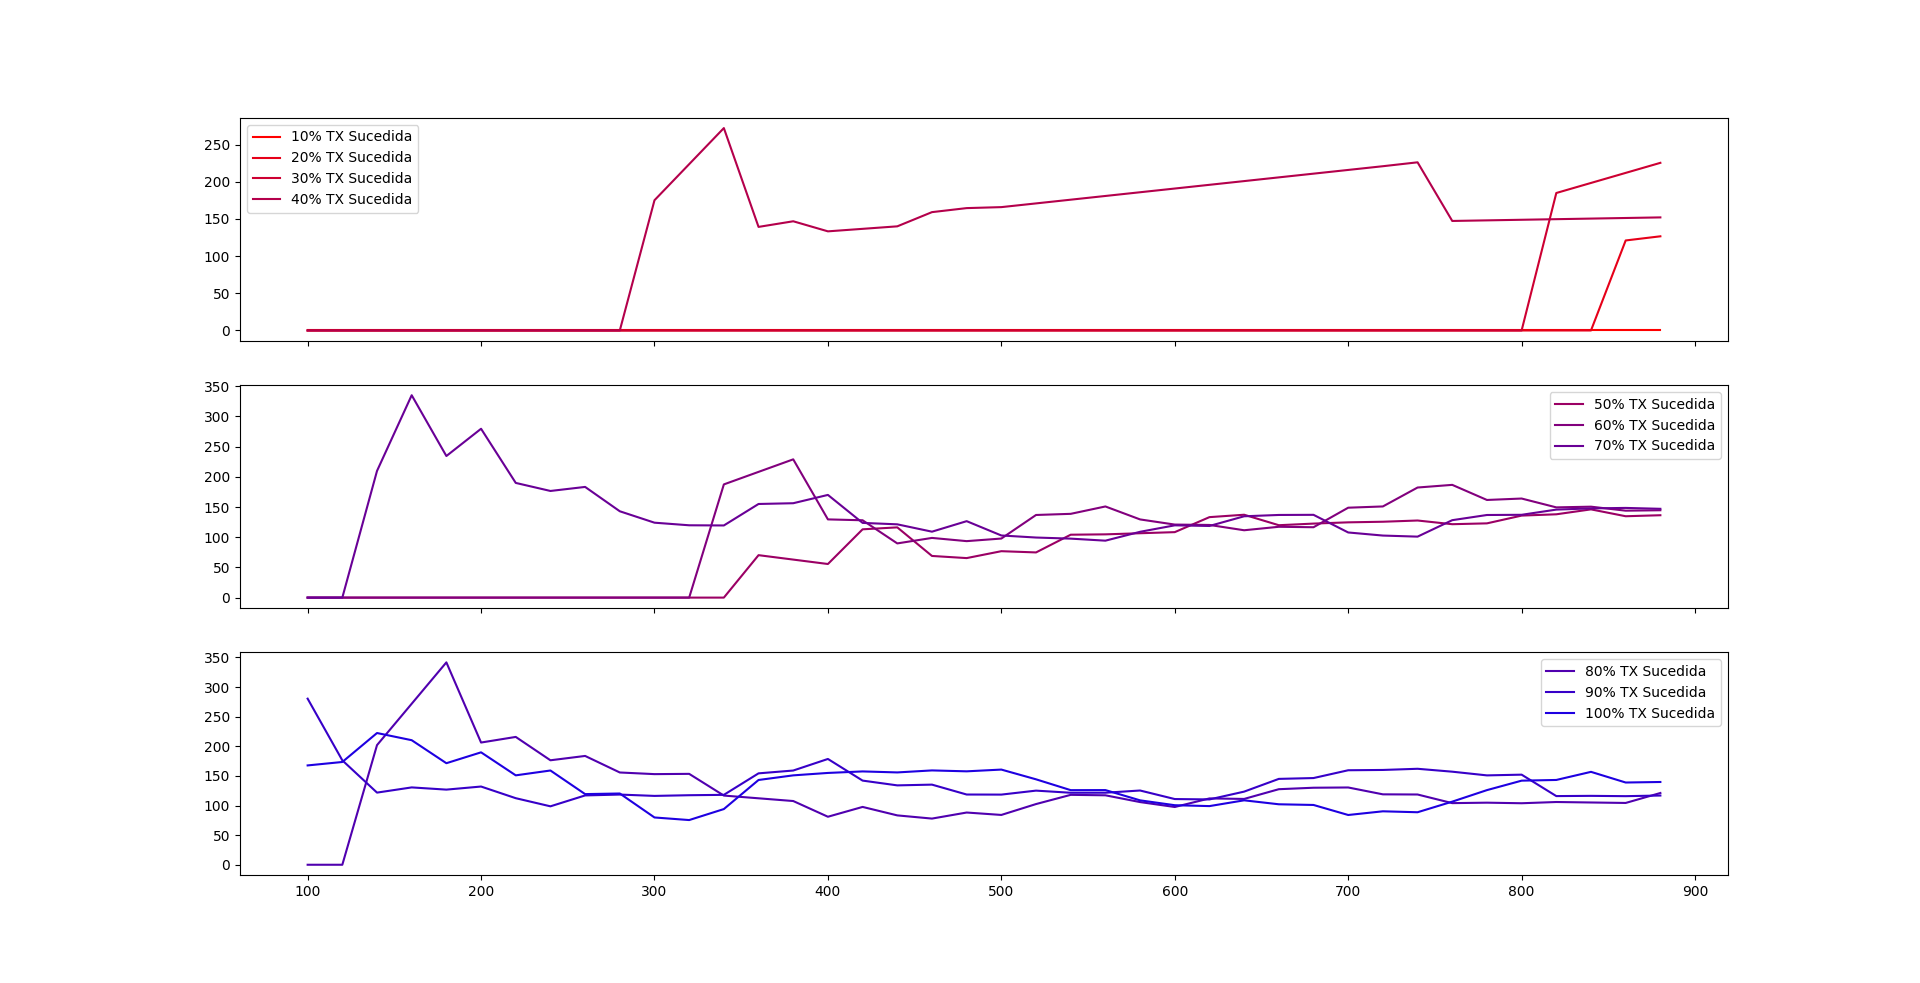 250
200
150
100
50
0
10% TX Sucedida
20% TX Sucedida
30% TX Sucedida
40% TX Sucedida
350
300
250
200
150
100
50
0
50% TX Sucedida
60% TX Sucedida
70% TX Sucedida
350
300
250
200
150
100
50
0
80% TX Sucedida
90% TX Sucedida
100% TX Sucedida
100 200 300 400 500 600 700 800 900